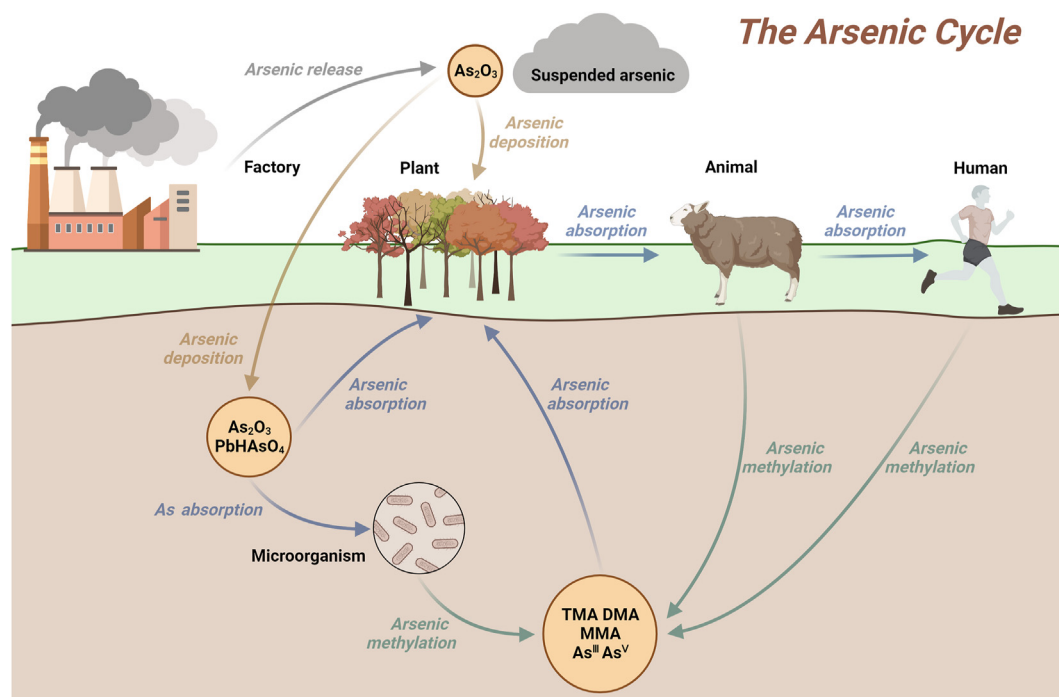 The Arsenic Cycle
Arsenic release
As₂O₃
Suspended arsenic
Arsenic
deposition
Factory
Plant
Animal
Human
Arsenic
absorption
Arsenic
absorption
Arsenic
deposition
Arsenic
absorption
Arsenic
absorption
As₂O₃
PbHAsO₄
Arsenic
methylation
Arsenic
methylation
As absorption
Microorganism
Arsenic
methylation
TMA DMA
MMA
Asᴵᴵᴵ Asⱽ